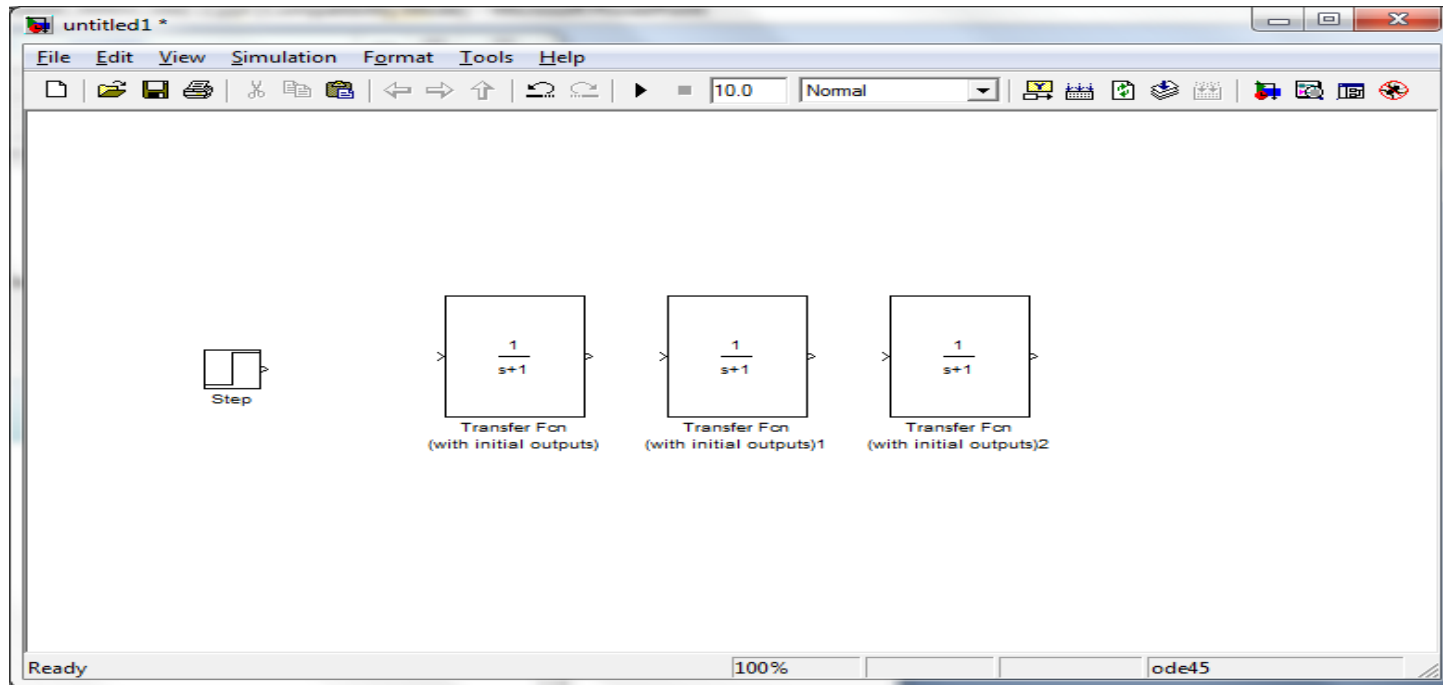 untitled1 *
File Edit View Simulation Format Tools Help
10.0 Normal
1
s+1
1
s+1
1
s+1
Step
Transfer Fcn
(with initial outputs)
Transfer Fcn
(with initial outputs)1
Transfer Fcn
(with initial outputs)2
Ready 100% ode45